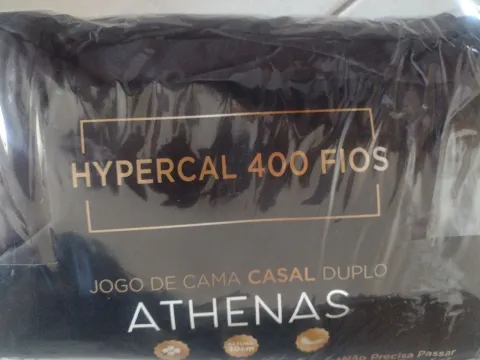 HYPERCAL 400 FIOS
JOGO DE CAMA CASAL DUPLO
ATHENAS
Não Precisa Passar